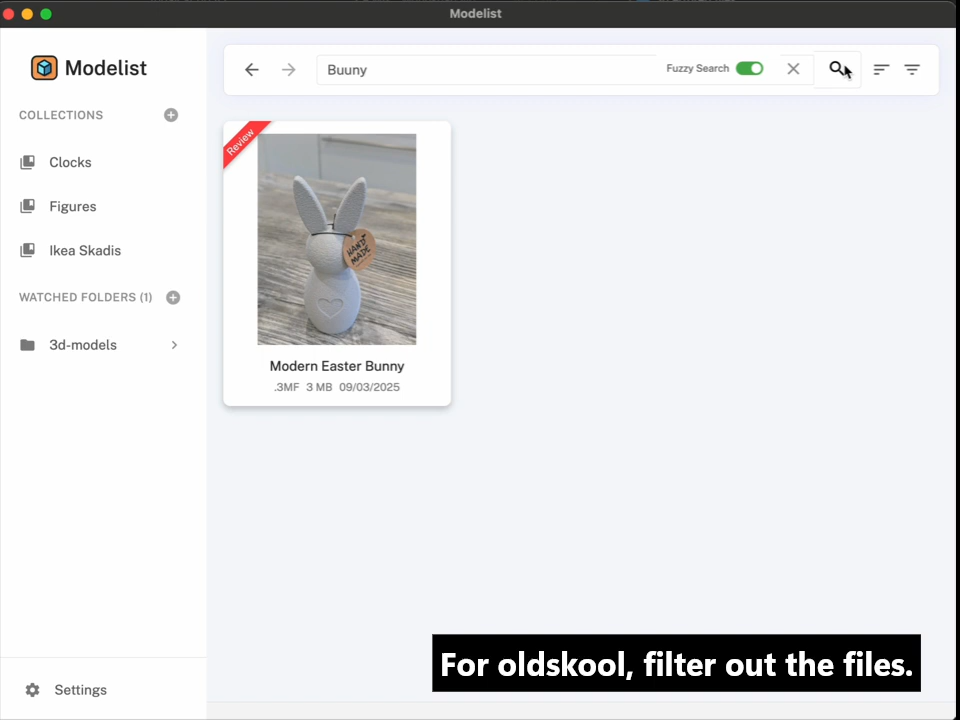 Modelist
Modelist
Buuny
Fuzzy Search
COLLECTIONS
Clocks
Figures
Ikea Skadis
WATCHED FOLDERS (1)
3d-models
Settings
Review
HAND MADE
Modern Easter Bunny
.3MF 3 MB 09/03/2025
For oldskool, filter out the files.